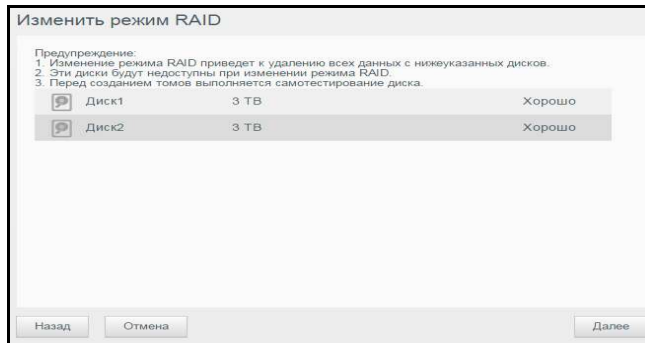 Изменить режим RAID
Предупреждение:
1. Изменение режима RAID приведет к удалению всех данных с нижеуказанных дисков.
2. Эти диски будут недоступны при изменении режима RAID.
3. Перед созданием томов выполняется самотестирование диска.
Диск1 3 ТВ Хорошо
Диск2 3 ТВ Хорошо
Назад Отмена Далее